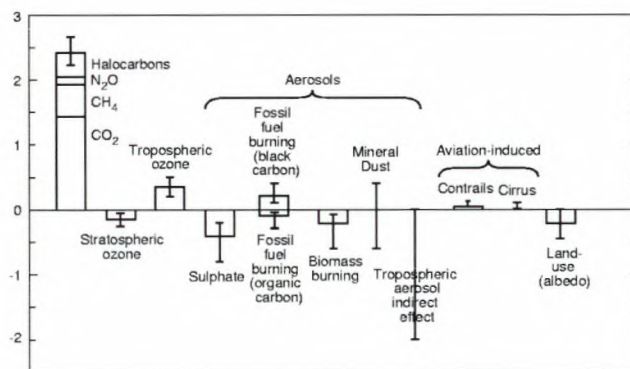 3
2
1
0
-1
-2
Halocarbons
N₂O
CH₄
CO₂
Stratospheric
ozone
Tropospheric
ozone
Aerosols
Sulphate
Fossil
fuel
burning
(black
carbon)
Fossil
fuel
burning
(organic
carbon)
Biomass
burning
Mineral
Dust
Tropospheric
aerosol
indirect
effect
Aviation-induced
Contrails
Cirrus
0
Land-
use
(albedo)